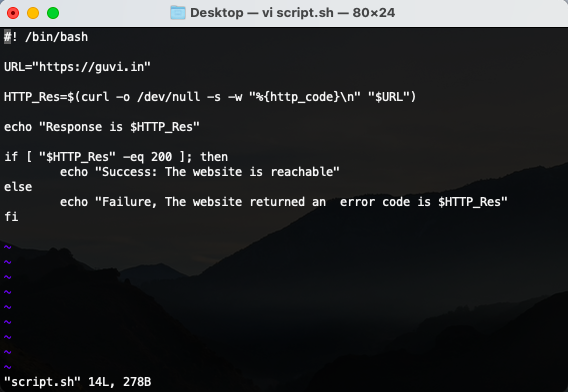 Desktop — vi script.sh — 80×24
#! /bin/bash
URL="https://guvi.in"
HTTP_Res=$(curl -o /dev/null -s -w "%{http_code}\n" "$URL")
echo "Response is $HTTP_Res"
if [ "$HTTP_Res" -eq 200 ]; then
        echo "Success: The website is reachable"
else
        echo "Failure, The website returned an  error code is $HTTP_Res"
fi
~
~
~
~
~
~
~
~
~
"script.sh" 14L, 278B